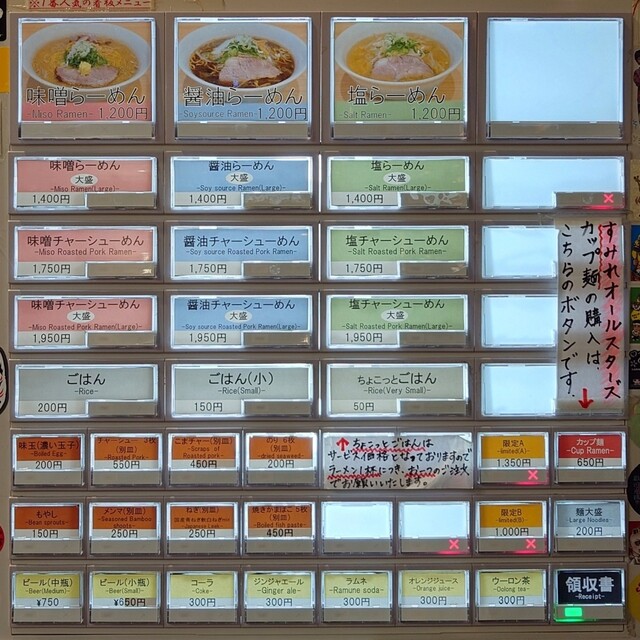 ※1番人気の看板メニュー
味噌らーめん
-Miso Ramen- 1,200円
醤油らーめん
-Soysource Ramen- 1,200円
塩らーめん
-Salt Ramen- 1,200円
味噌らーめん
大盛
-Miso Ramen(Large)-
1,400円
醤油らーめん
大盛
-Soy source Ramen(Large)-
1,400円
塩らーめん
大盛
-Salt Ramen(Large)-
1,400円
×
味噌チャーシューめん
-Miso Roasted Pork Ramen-
1,750円
醤油チャーシューめん
-Soy source Roasted Pork Ramen-
1,750円
塩チャーシューめん
-Salt Roasted Pork Ramen-
1,750円
すみれオールスターズ
カップ麺の購入は、
こちらのボタンです。
↓
味噌チャーシューめん
大盛
-Miso Roasted Pork Ramen(Large)-
1,950円
醤油チャーシューめん
大盛
-Soy source Roasted Pork Ramen(Large)-
1,950円
塩チャーシューめん
大盛
-Salt Roasted Pork Ramen(Large)-
1,950円
ごはん
-Rice-
200円
ごはん(小)
-Rice(Small)-
150円
ちょこっとごはん
-Rice(Very Small)-
50円
味玉(濃い玉子)
-Boiled Egg-
200円
チャーシュー 3枚
(別皿)
-Roasted Pork-
550円
こまチャー(別皿)
-Scraps of
Roasted pork-
450円
のり 6枚
(別皿)
-dried seaweed-
200円
↑ちょこっとごはんは
サービス価格となっておりますので
ラーメン1杯につき、お1つのご注文
でお願いいたします。
限定A
-limited(A)-
1,350円
×
カップ麺
-Cup Ramen-
650円
もやし
-Bean sprouts-
150円
メンマ(別皿)
-Seasoned Bamboo
shoots-
250円
ねぎ(別皿)
-Japanese Leek-
250円
焼きかまぼこ 5枚
(別皿)
-Boiled fish paste-
450円
×
限定B
-limited(B)-
1,000円
×
麺大盛
-Large Noodles-
200円
ビール(中瓶)
-Beer(Medium)-
¥750
ビール(小瓶)
-Beer(Small)-
¥650円
コーラ
-Coke-
300円
ジンジャエール
-Ginger ale-
300円
ラムネ
-Ramune soda-
300円
オレンジジュース
-Orange juice-
300円
ウーロン茶
-Oolong tea-
300円
領収書
-Receipt-